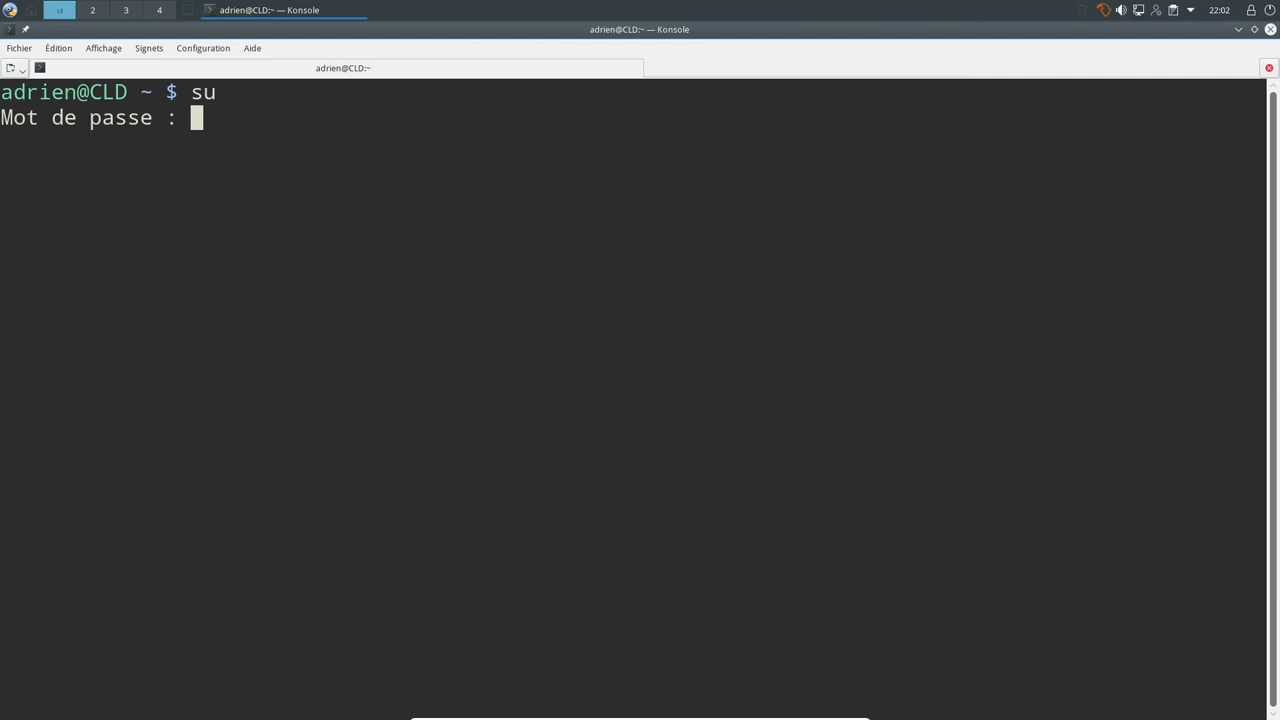 2
3
4
adrien@CLD:~ — Konsole
22:02
adrien@CLD:~ — Konsole
Fichier Édition Affichage Signets Configuration Aide
adrien@CLD:~
adrien@CLD ~ $ su
Mot de passe :